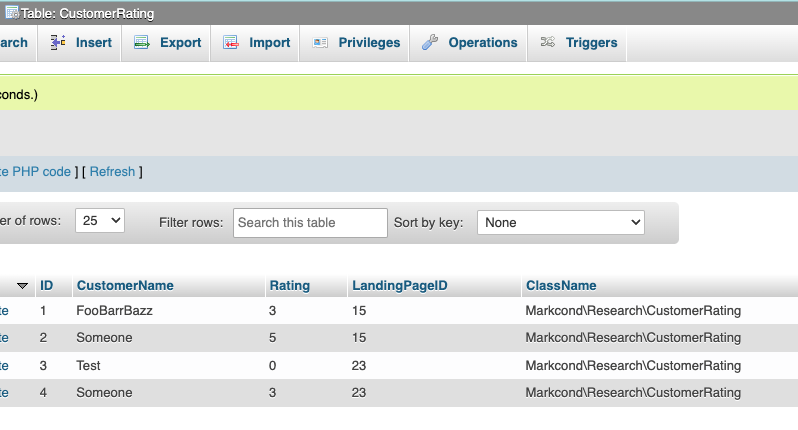 Table: CustomerRating
arch Insert Export Import Privileges Operations Triggers
conds.)
te PHP code ] [ Refresh ]
er of rows: 25 Filter rows: Search this table Sort by key: None
ID CustomerName Rating LandingPageID ClassName
te 1 FooBarrBazz 3 15 Markcond\Research\CustomerRating
te 2 Someone 5 15 Markcond\Research\CustomerRating
te 3 Test 0 23 Markcond\Research\CustomerRating
te 4 Someone 3 23 Markcond\Research\CustomerRating